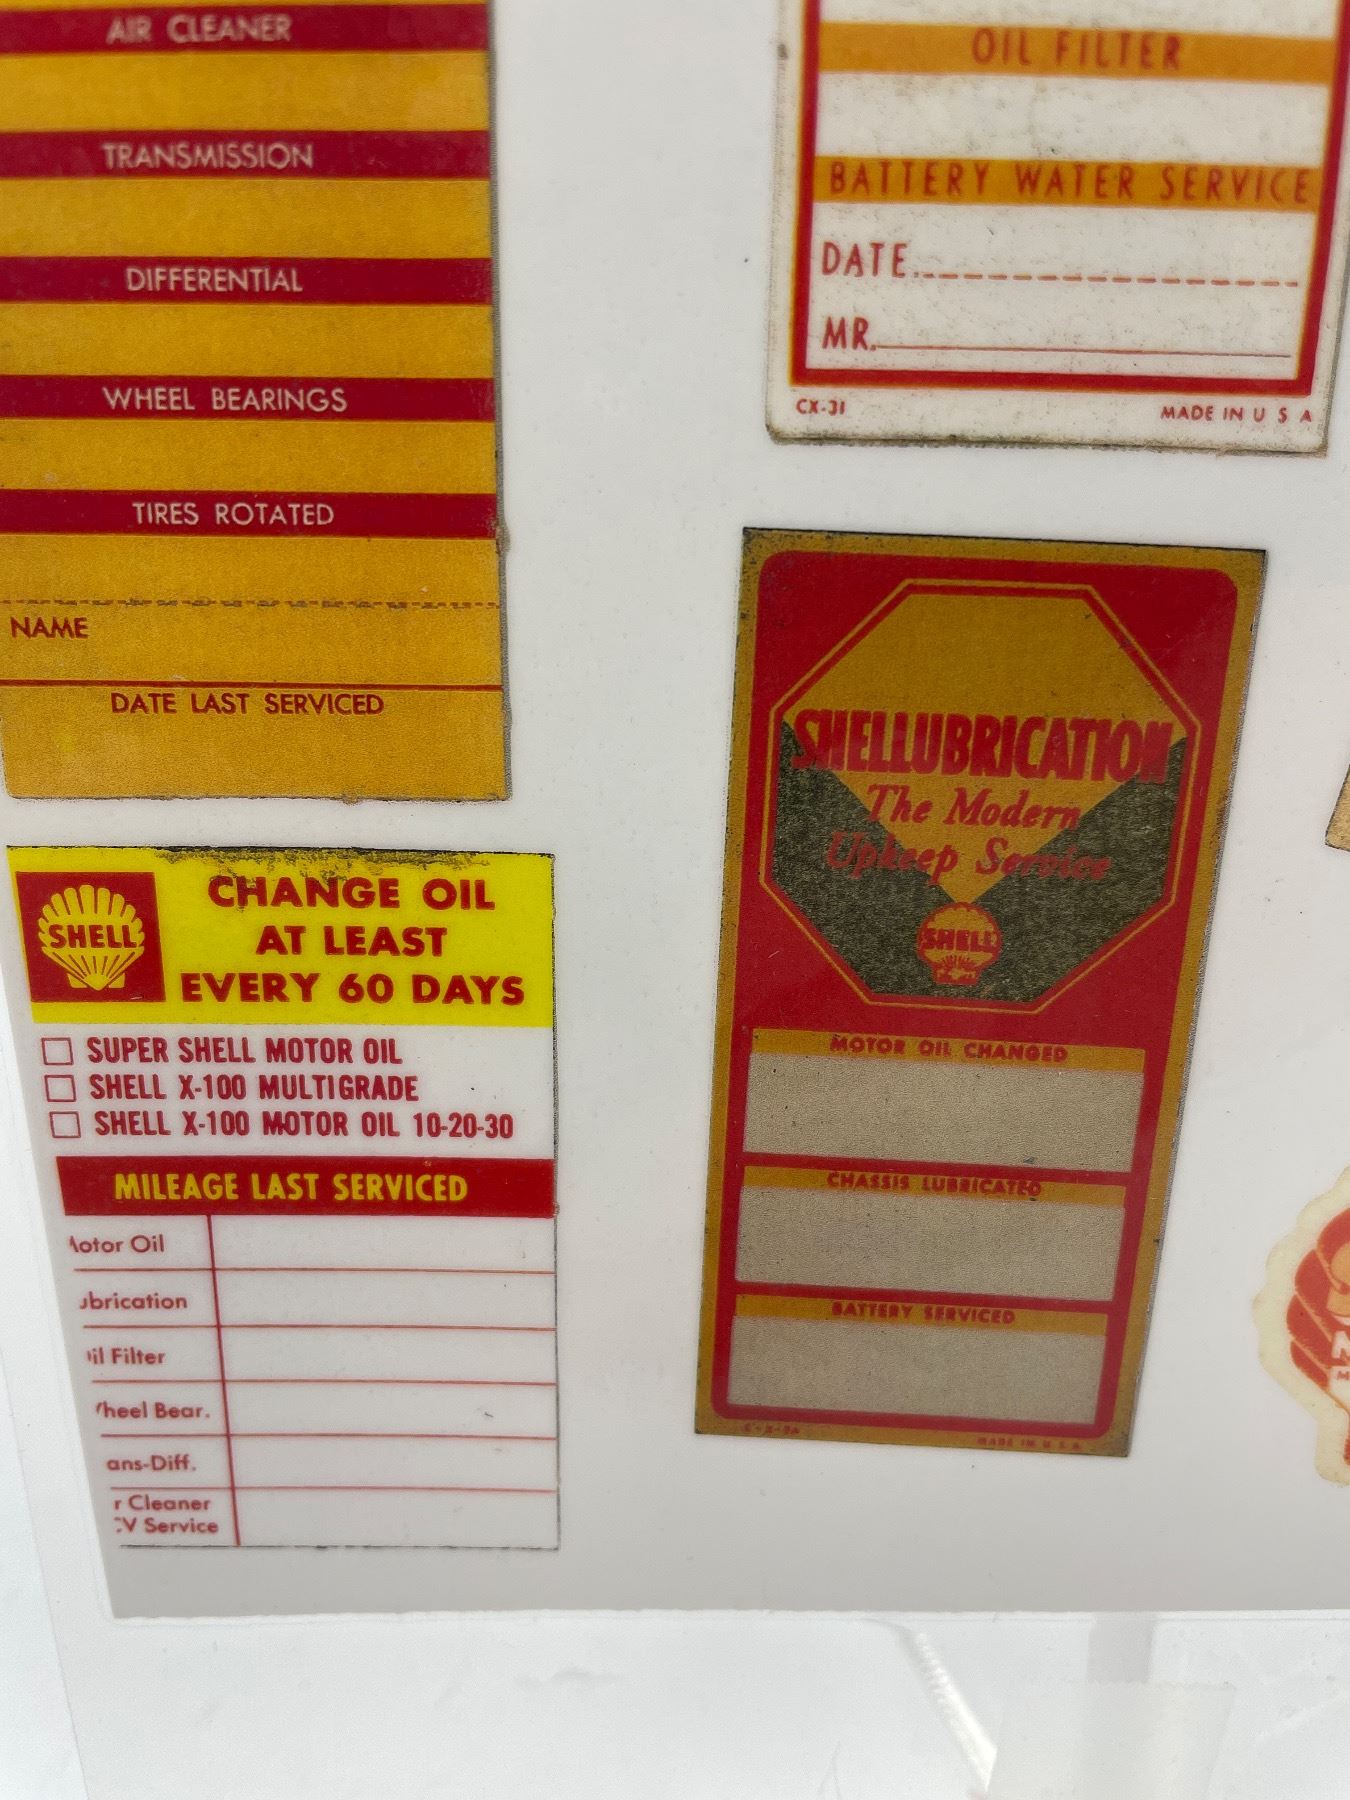 AIR CLEANER
TRANSMISSION
DIFFERENTIAL
WHEEL BEARINGS
TIRES ROTATED
NAME
DATE LAST SERVICED
OIL FILTER
BATTERY WATER SERVICE
DATE
MR.
CX-31 MADE IN U S A
SHELL
CHANGE OIL
AT LEAST
EVERY 60 DAYS
SUPER SHELL MOTOR OIL
SHELL X-100 MULTIGRADE
SHELL X-100 MOTOR OIL 10-20-30
MILEAGE LAST SERVICED
otor Oil
ubrication
il Filter
heel Bear.
ans-Diff.
r Cleaner
CV Service
SHELLUBRICATION
The Modern
Upkeep Service
SHELL
MOTOR OIL CHANGED
CHASSIS LUBRICATED
BATTERY SERVICED
MADE IN U.S.A.